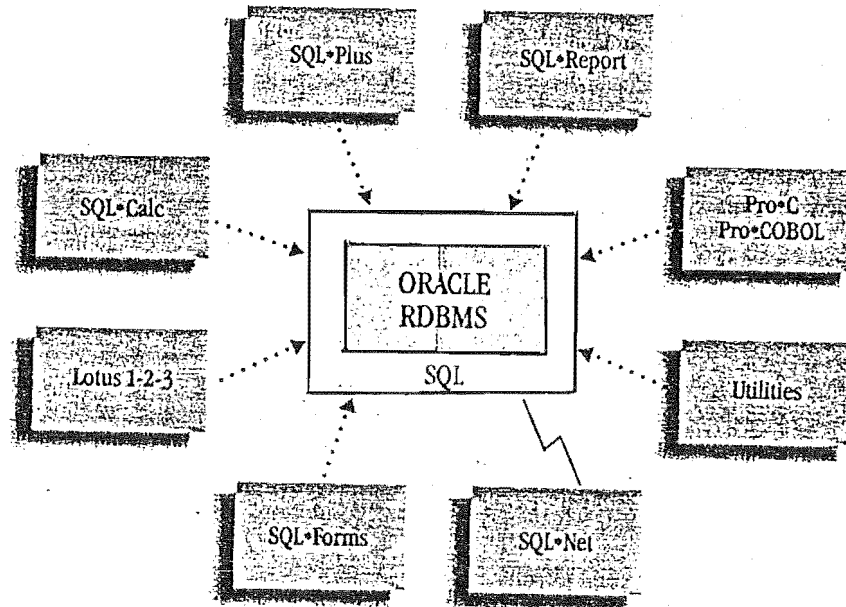 SQL*Plus
SQL*Report
SQL*Calc
Pro*C
Pro*COBOL
ORACLE
RDBMS
SQL
Lotus 1-2-3
Utilities
SQL*Forms
SQL*Net